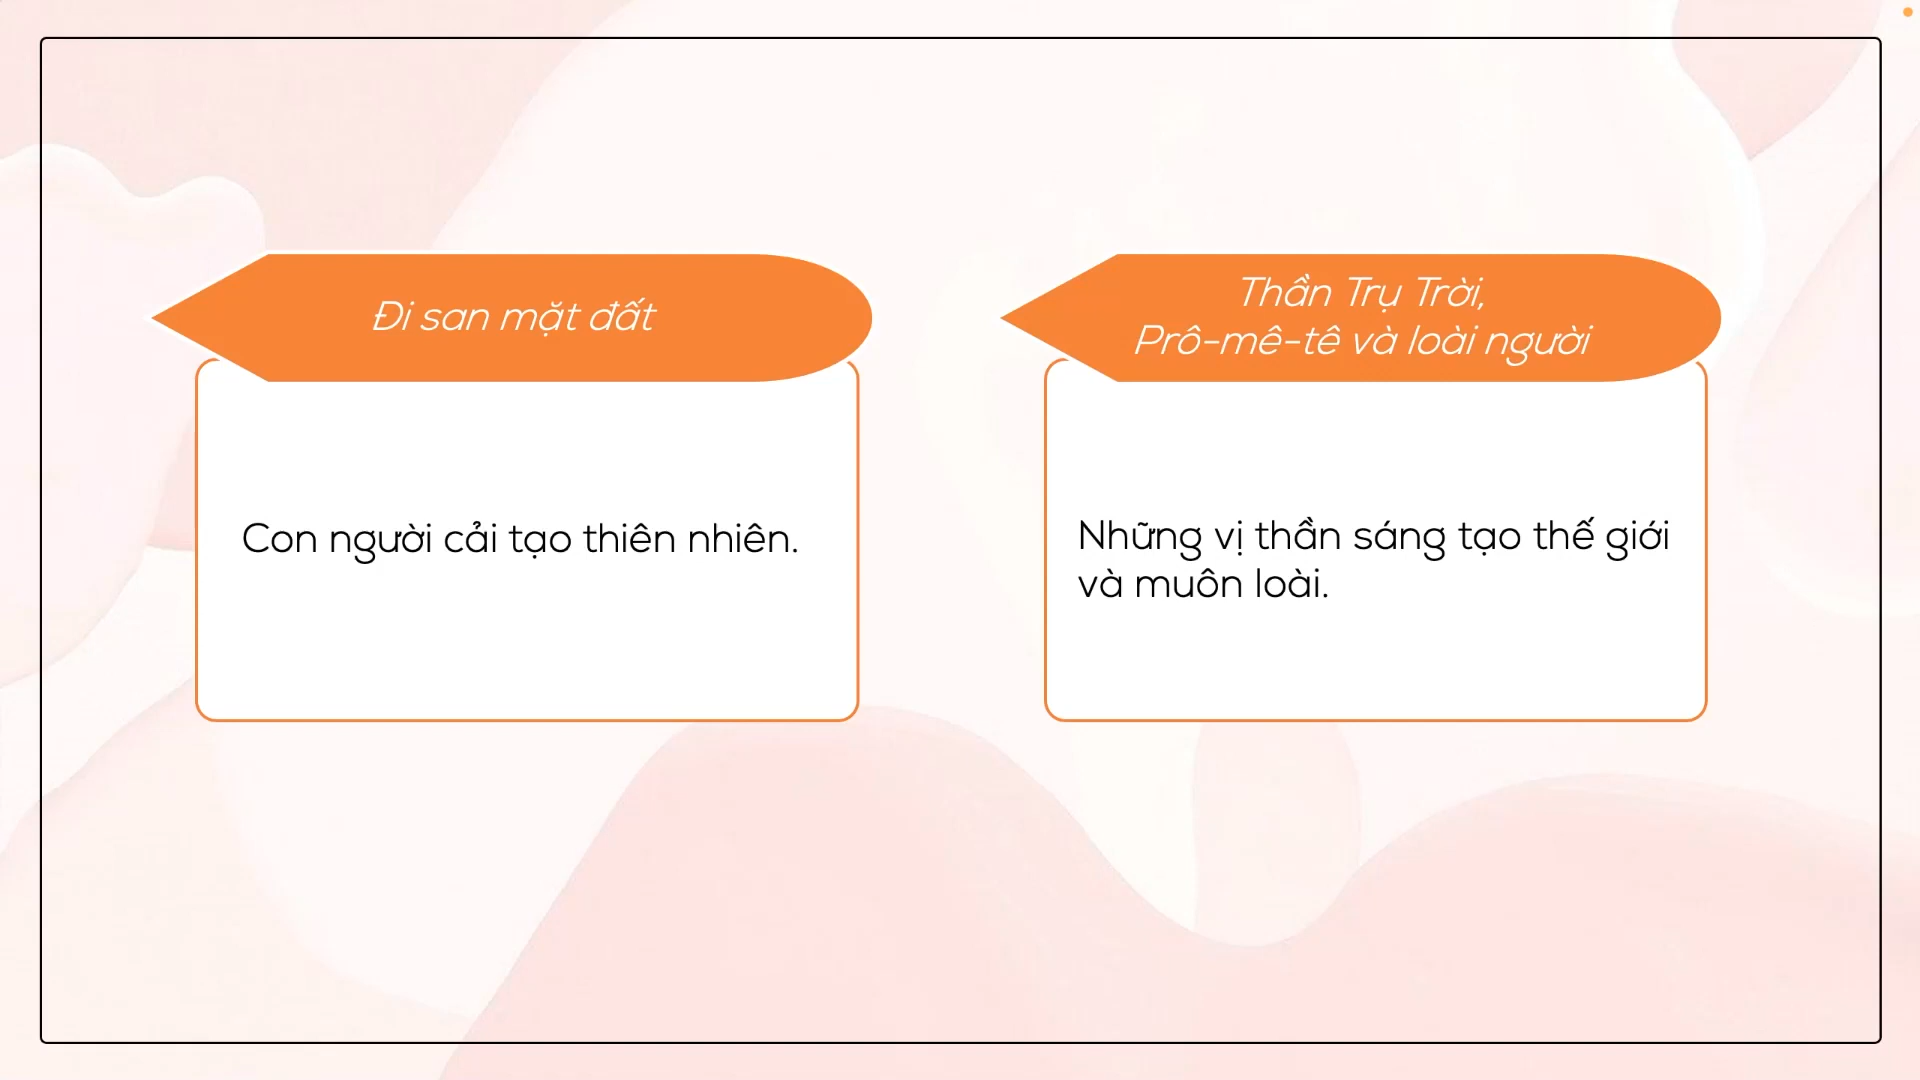 Đi san mặt đất
Con người cải tạo thiên nhiên.
Thần Trụ Trời,
Prô-mê-tê và loài người
Những vị thần sáng tạo thế giới
và muôn loài.